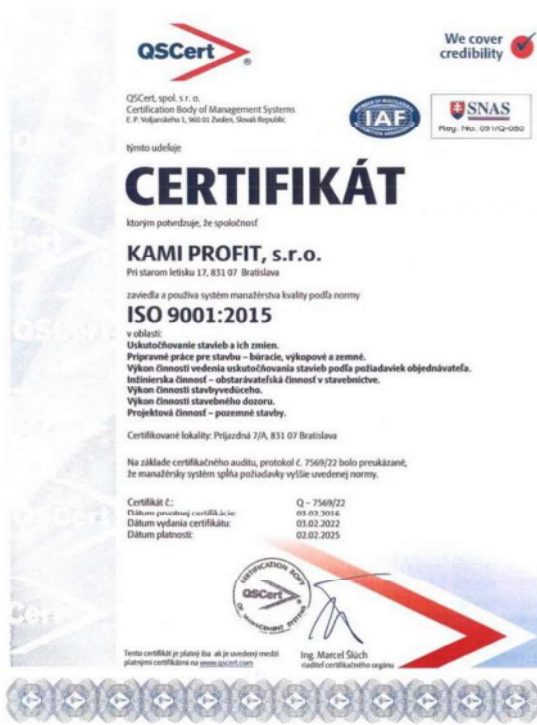 QSCert
®
We cover
credibility
QSCert, spol. s r. o.
Certification Body of Management Systems
E. P. Voljanského 1, 960 01 Zvolen, Slovak Republic
IAF
SNAS
Reg. No. 091/Q-060
týmto udeľuje
CERTIFIKÁT
ktorým potvrdzuje, že spoločnosť
KAMI PROFIT, s.r.o.
Pri starom letisku 17, 831 07 Bratislava
zaviedla a používa systém manažérstva kvality podľa normy
ISO 9001:2015
v oblasti:
Uskutočňovanie stavieb a ich zmien.
Prípravné práce pre stavbu – búracie, výkopové a zemné.
Výkon činnosti vedenia uskutočňovania stavieb podľa požiadaviek objednávateľa.
Inžinierska činnosť – obstarávateľská činnosť v stavebníctve.
Výkon činnosti stavbyvedúceho.
Výkon činnosti stavebného dozoru.
Projektová činnosť – pozemné stavby.
Certifikované lokality: Príjazdná 7/A, 831 07 Bratislava
Na základe certifikačného auditu, protokol č. 7569/22 bolo preukázané,
že manažérsky systém spĺňa požiadavky vyššie uvedenej normy.
Certifikát č.: Q – 7569/22
Dátum prvotnej certifikácie: 03.02.2016
Dátum vydania certifikátu: 03.02.2022
Dátum platnosti: 02.02.2025
CERTIFICATION BODY
QSCert
OF MANAGEMENT SYSTEMS
Tento certifikát je platný iba ak je uvedený medzi
platnými certifikátmi na www.qscert.com
Ing. Marcel Šlúch
riaditeľ certifikačného orgánu